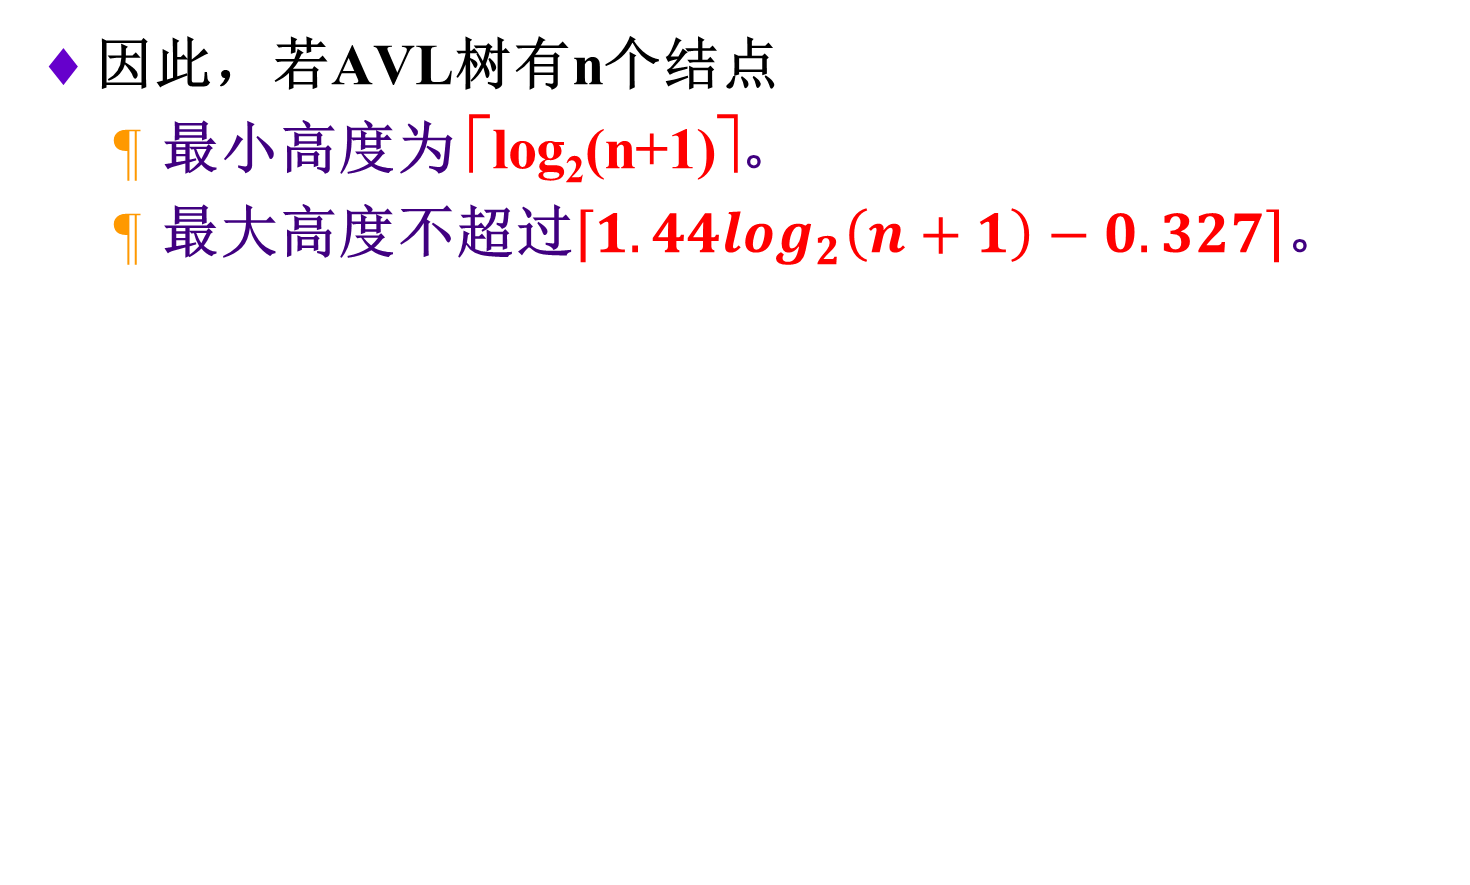 ♦因此，若AVL树有n个结点
¶ 最小高度为⌈log₂(n+1)⌉。
¶ 最大高度不超过⌈1.44log₂(n + 1) − 0.327⌉。